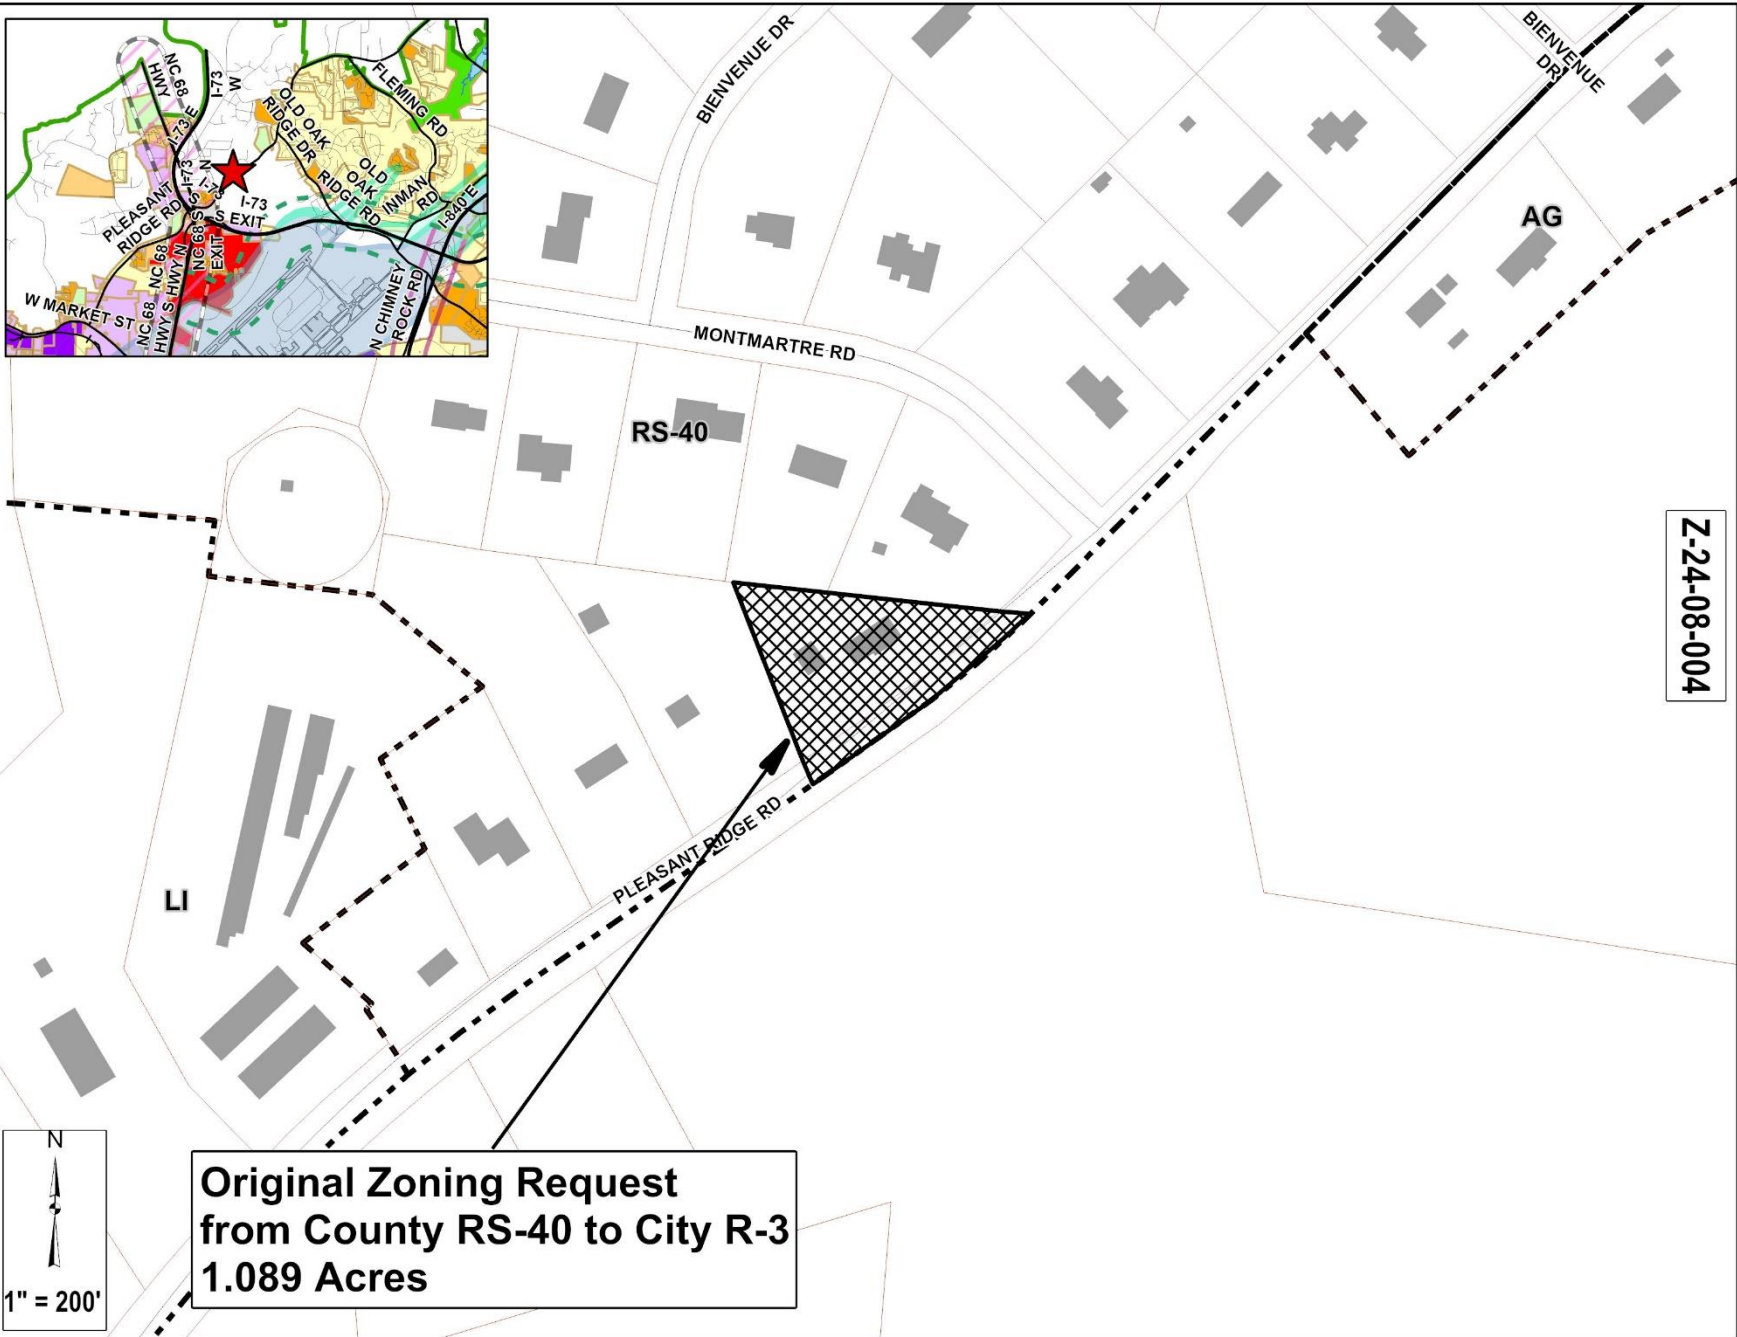 NC 68
HWY
I-73
W
I-73 E
FLEMING RD
OLD OAK
RIDGE DR
OLD
OAK
RIDGE RD
INMAN
RD
I-840 E
I-73
N
I-73
S
I-73
S EXIT
PLEASANT
RIDGE RD
NC 68 S
EXIT
NC 68
HWY N
NC 68
HWY S
W MARKET ST
N CHIMNEY
ROCK RD
BIENVENUE DR
BIENVENUE
DR
AG
MONTMARTRE RD
RS-40
Z-24-08-004
PLEASANT RIDGE RD
LI
N
1" = 200'
Original Zoning Request
from County RS-40 to City R-3
1.089 Acres